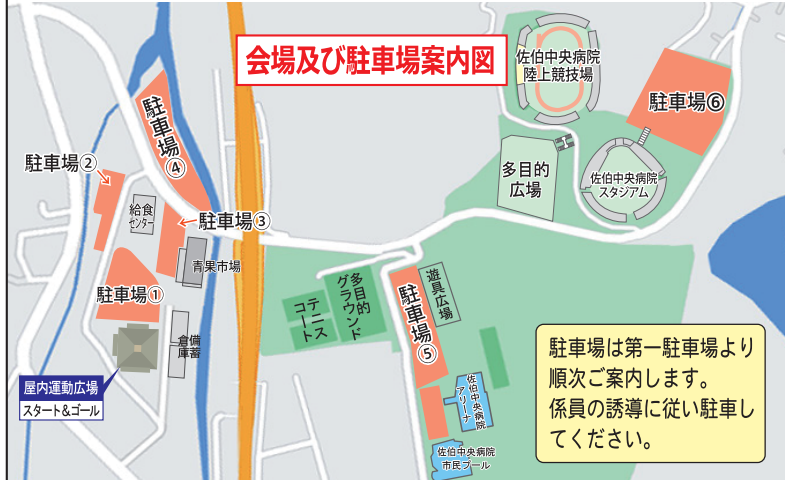 会場及び駐車場案内図
佐伯中央病院
陸上競技場
駐車場⑥
駐車場④
駐車場②
多目的
広場
佐伯中央病院
スタジアム
給食
センター
駐車場③
青果市場
駐車場①
多目的
グラウンド
テニス
コート
遊具広場
駐車場⑤
備蓄
倉庫
屋内運動広場
スタート&ゴール
佐伯中央病院
アリーナ
佐伯中央病院
市民プール
駐車場は第一駐車場より
順次ご案内します。
係員の誘導に従い駐車し
てください。